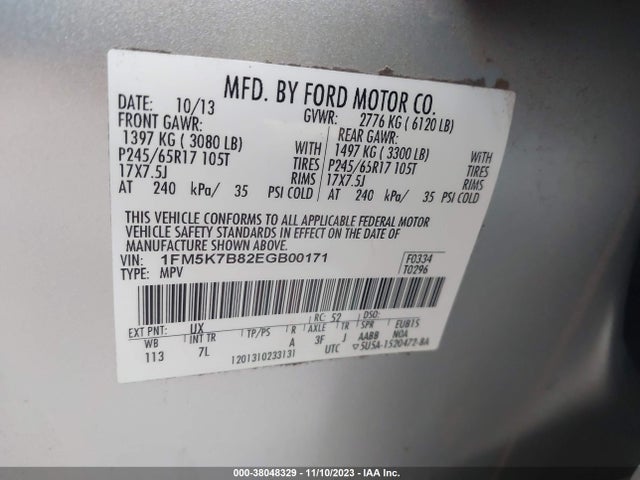 MFD. BY FORD MOTOR CO.
DATE: 10/13 GVWR: 2776 KG ( 6120 LB)
FRONT GAWR: REAR GAWR:
1397 KG ( 3080 LB) WITH 1497 KG ( 3300 LB) WITH
P245/65R17 105T TIRES P245/65R17 105T TIRES
17X7.5J RIMS 17X7.5J RIMS
AT 240 kPa/ 35 PSI COLD AT 240 kPa/ 35 PSI COLD
THIS VEHICLE CONFORMS TO ALL APPLICABLE FEDERAL MOTOR
VEHICLE SAFETY STANDARDS IN EFFECT ON THE DATE OF
MANUFACTURE SHOWN ABOVE.
VIN: 1FM5K7B82EGB00171 F0334
TYPE: MPV T0296
EXT PNT: UX RC: 52 DSO:
WB INT TR TP/PS R AXLE TR SPR EUB15
113 7L A 3F J AABB NOA
1201310233131 UTC 5U5A-1520472-BA
000-38048329 - 11/10/2023 - IAA Inc.